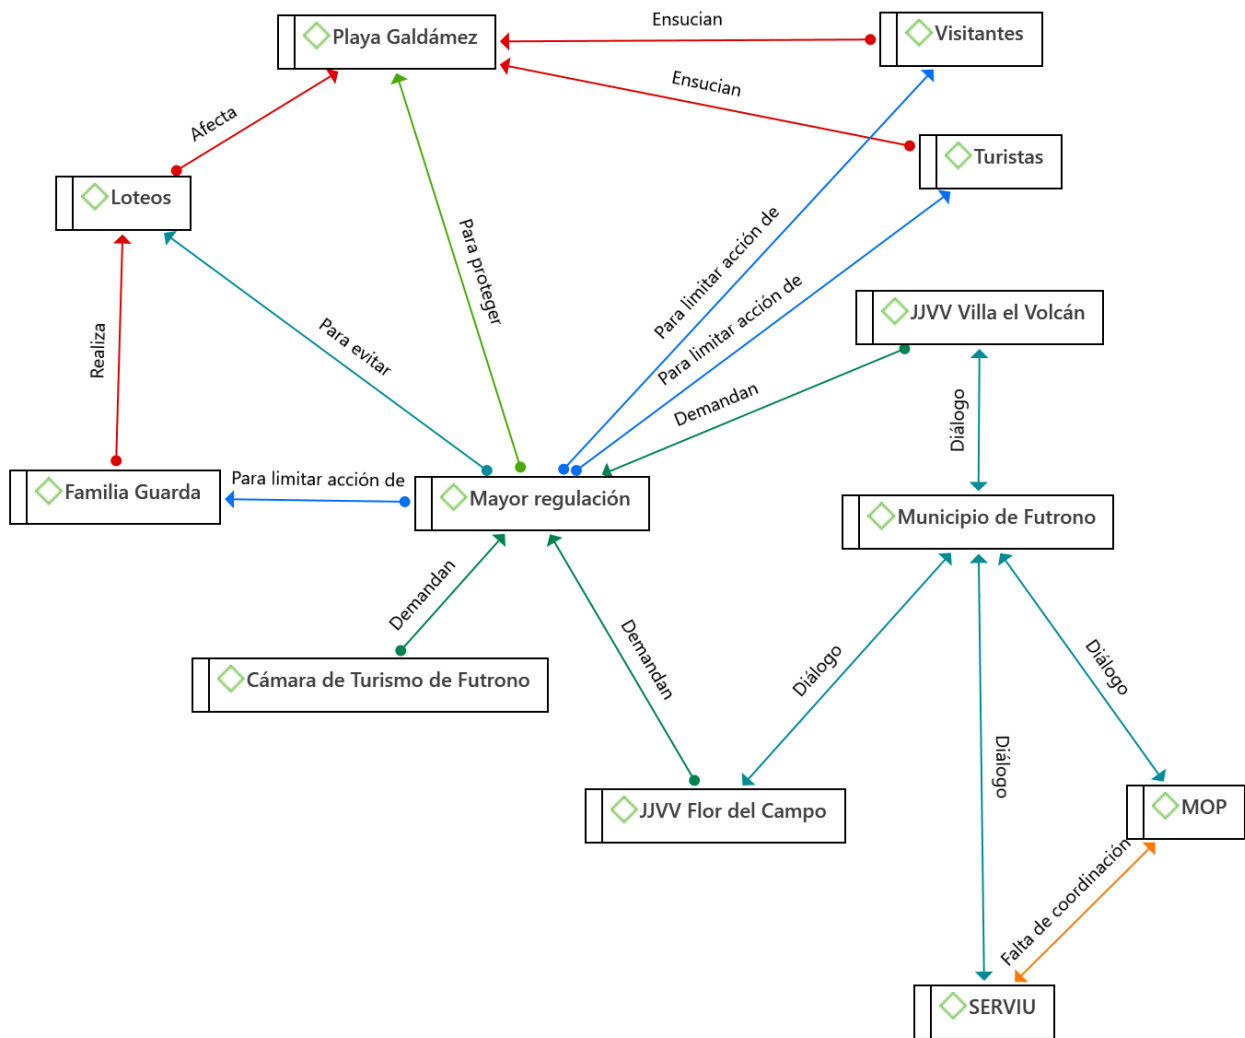 Ensucian
Playa Galdámez
Visitantes
Ensucian
Afecta
Turistas
Loteos
Para proteger
Para limitar acción de
Para limitar acción de
JJVV Villa el Volcán
Realiza
Para evitar
Demandan
Diálogo
Para limitar acción de
Familia Guarda
Mayor regulación
Municipio de Futrono
Demandan
Demandan
Cámara de Turismo de Futrono
Diálogo
Diálogo
Diálogo
JJVV Flor del Campo
MOP
Falta de coordinación
SERVIU